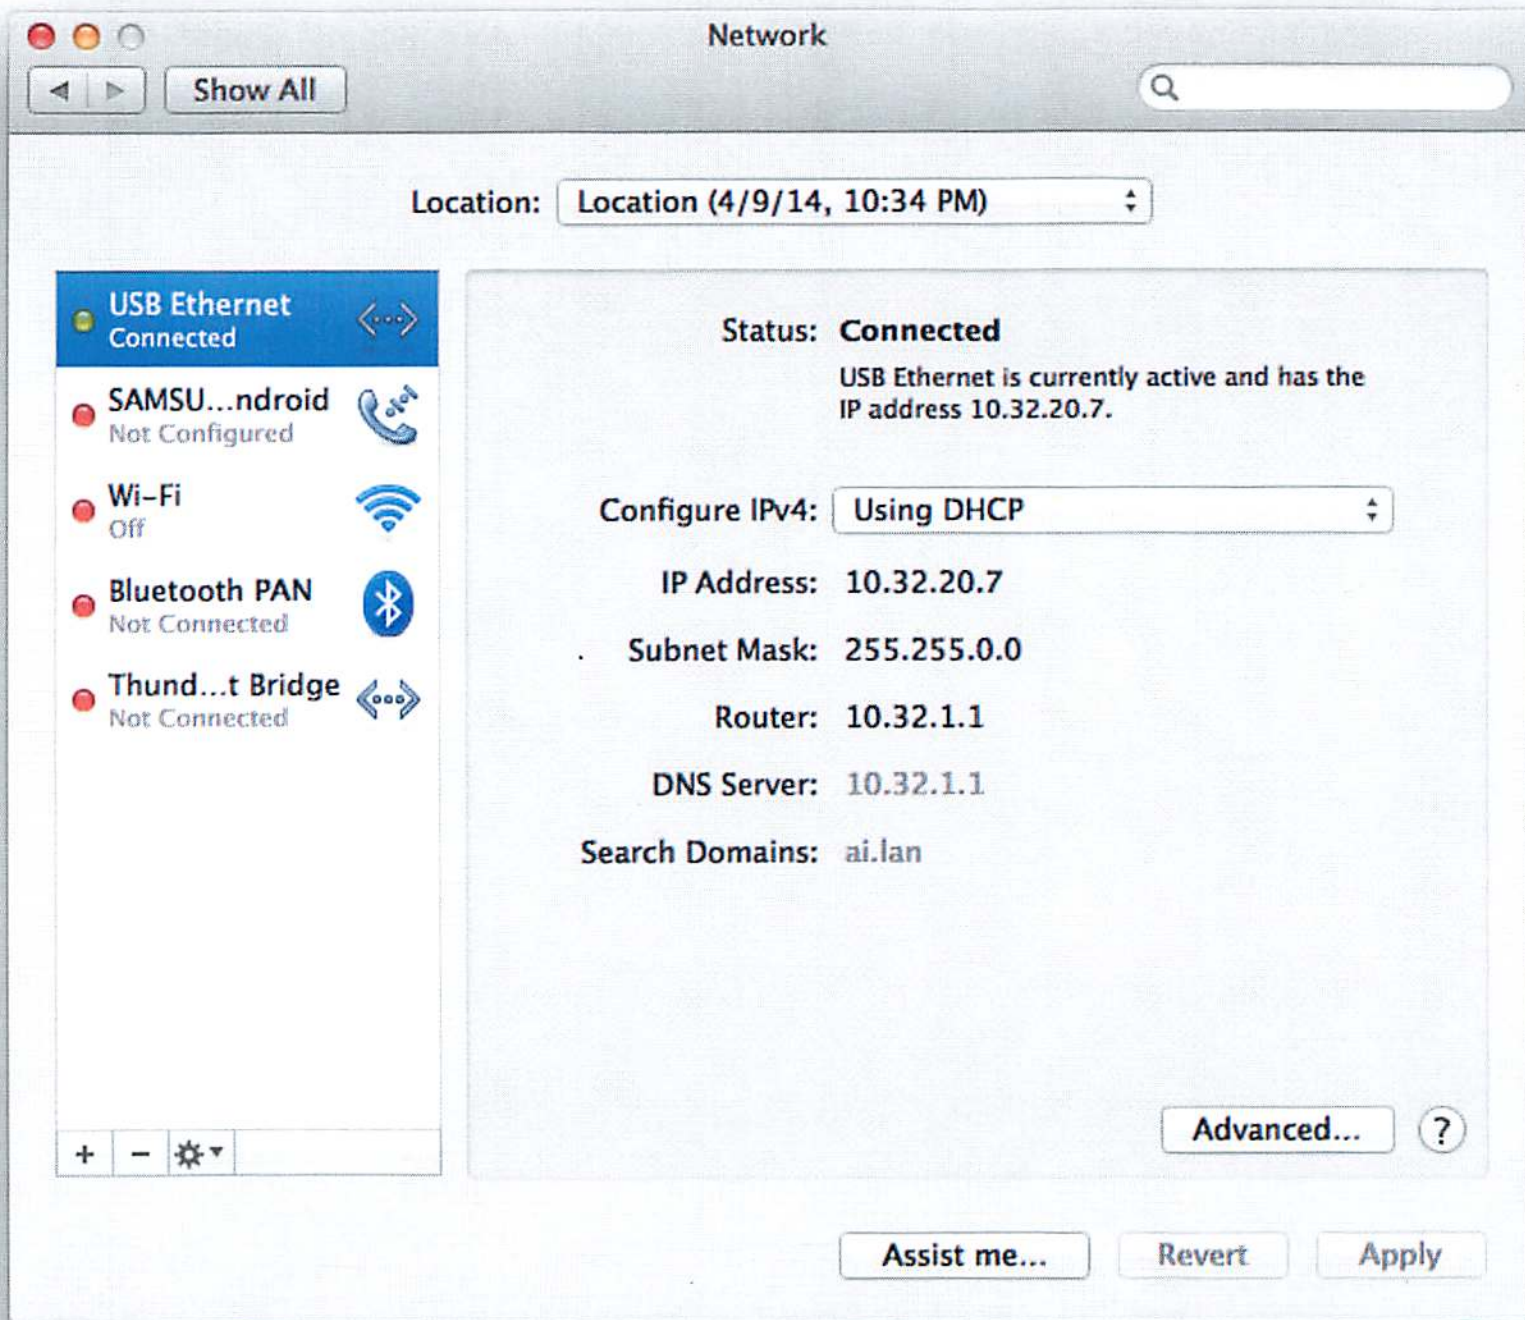 Network
Show All
Location: Location (4/9/14, 10:34 PM)
USB Ethernet
Connected
SAMSU...ndroid
Not Configured
Wi-Fi
Off
Bluetooth PAN
Not Connected
Thund...t Bridge
Not Connected
Status: Connected
USB Ethernet is currently active and has the
IP address 10.32.20.7.
Configure IPv4: Using DHCP
IP Address: 10.32.20.7
Subnet Mask: 255.255.0.0
Router: 10.32.1.1
DNS Server: 10.32.1.1
Search Domains: ai.lan
Advanced... ?
+ −
Assist me... Revert Apply